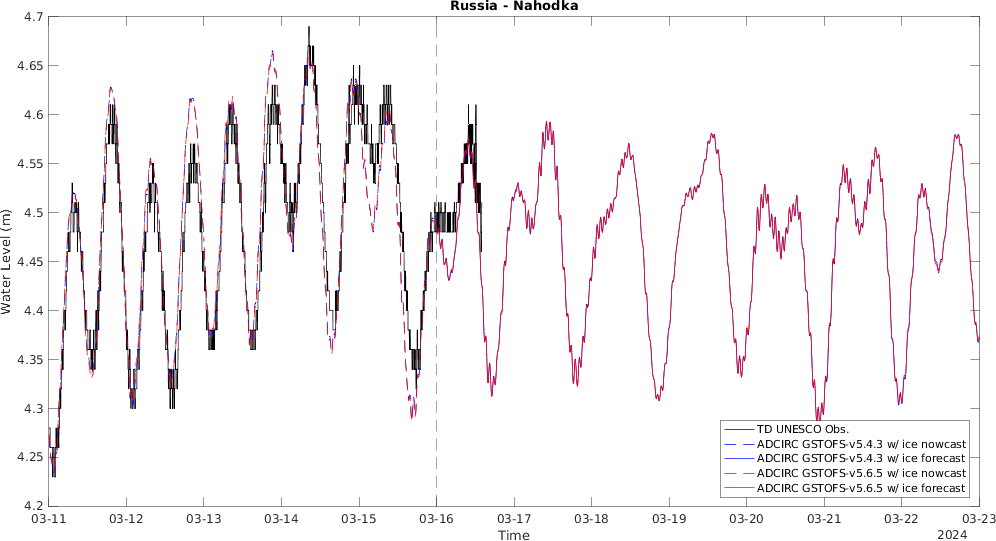 Russia - Nahodka
4.7
4.65
4.6
4.55
4.5
4.45
4.4
4.35
4.3
4.25
4.2
Water Level (m)
TD UNESCO Obs.
ADCIRC GSTOFS-v5.4.3 w/ ice nowcast
ADCIRC GSTOFS-v5.4.3 w/ ice forecast
ADCIRC GSTOFS-v5.6.5 w/ ice nowcast
ADCIRC GSTOFS-v5.6.5 w/ ice forecast
03-11 03-12 03-13 03-14 03-15 03-16 03-17 03-18 03-19 03-20 03-21 03-22 03-23
Time
2024